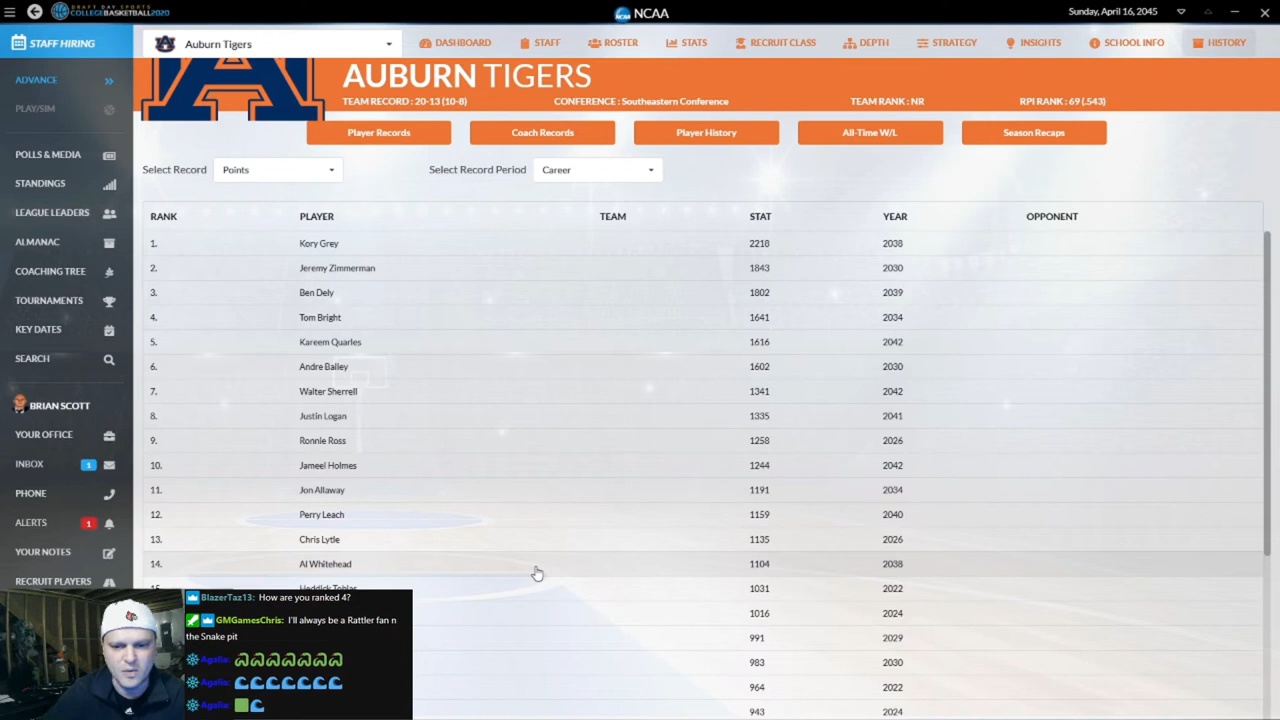 DRAFT DAY SPORTS
COLLEGE BASKETBALL 2020
NCAA
NCAA
Sunday, April 16, 2045
STAFF HIRING
Auburn Tigers
DASHBOARD
STAFF
ROSTER
STATS
RECRUIT CLASS
DEPTH
STRATEGY
INSIGHTS
SCHOOL INFO
HISTORY
ADVANCE
PLAY/SIM
POLLS & MEDIA
STANDINGS
LEAGUE LEADERS
ALMANAC
COACHING TREE
TOURNAMENTS
KEY DATES
SEARCH
BRIAN SCOTT
YOUR OFFICE
INBOX 1
PHONE
ALERTS 1
YOUR NOTES
RECRUIT PLAYERS
AUBURN TIGERS
TEAM RECORD : 20-13 (10-8) CONFERENCE : Southeastern Conference TEAM RANK : NR RPI RANK : 69 (.543)
Player Records Coach Records Player History All-Time W/L Season Recaps
Select Record Points Select Record Period Career
RANK PLAYER TEAM STAT YEAR OPPONENT
1. Kory Grey 2218 2038
2. Jeremy Zimmerman 1843 2030
3. Ben Dely 1802 2039
4. Tom Bright 1641 2034
5. Kareem Quarles 1616 2042
6. Andre Bailey 1602 2030
7. Walter Sherrell 1341 2042
8. Justin Logan 1335 2041
9. Ronnie Ross 1258 2026
10. Jameel Holmes 1244 2042
11. Jon Allaway 1191 2034
12. Perry Leach 1159 2040
13. Chris Lytle 1135 2026
14. Al Whitehead 1104 2038
1031 2022
1016 2024
991 2029
983 2030
964 2022
943 2024
BlazerTaz13: How are you ranked 4?
GMGamesChris: I'll always be a Rattler fan n
the Snake pit
Agalia:
Agalia:
Agalia: